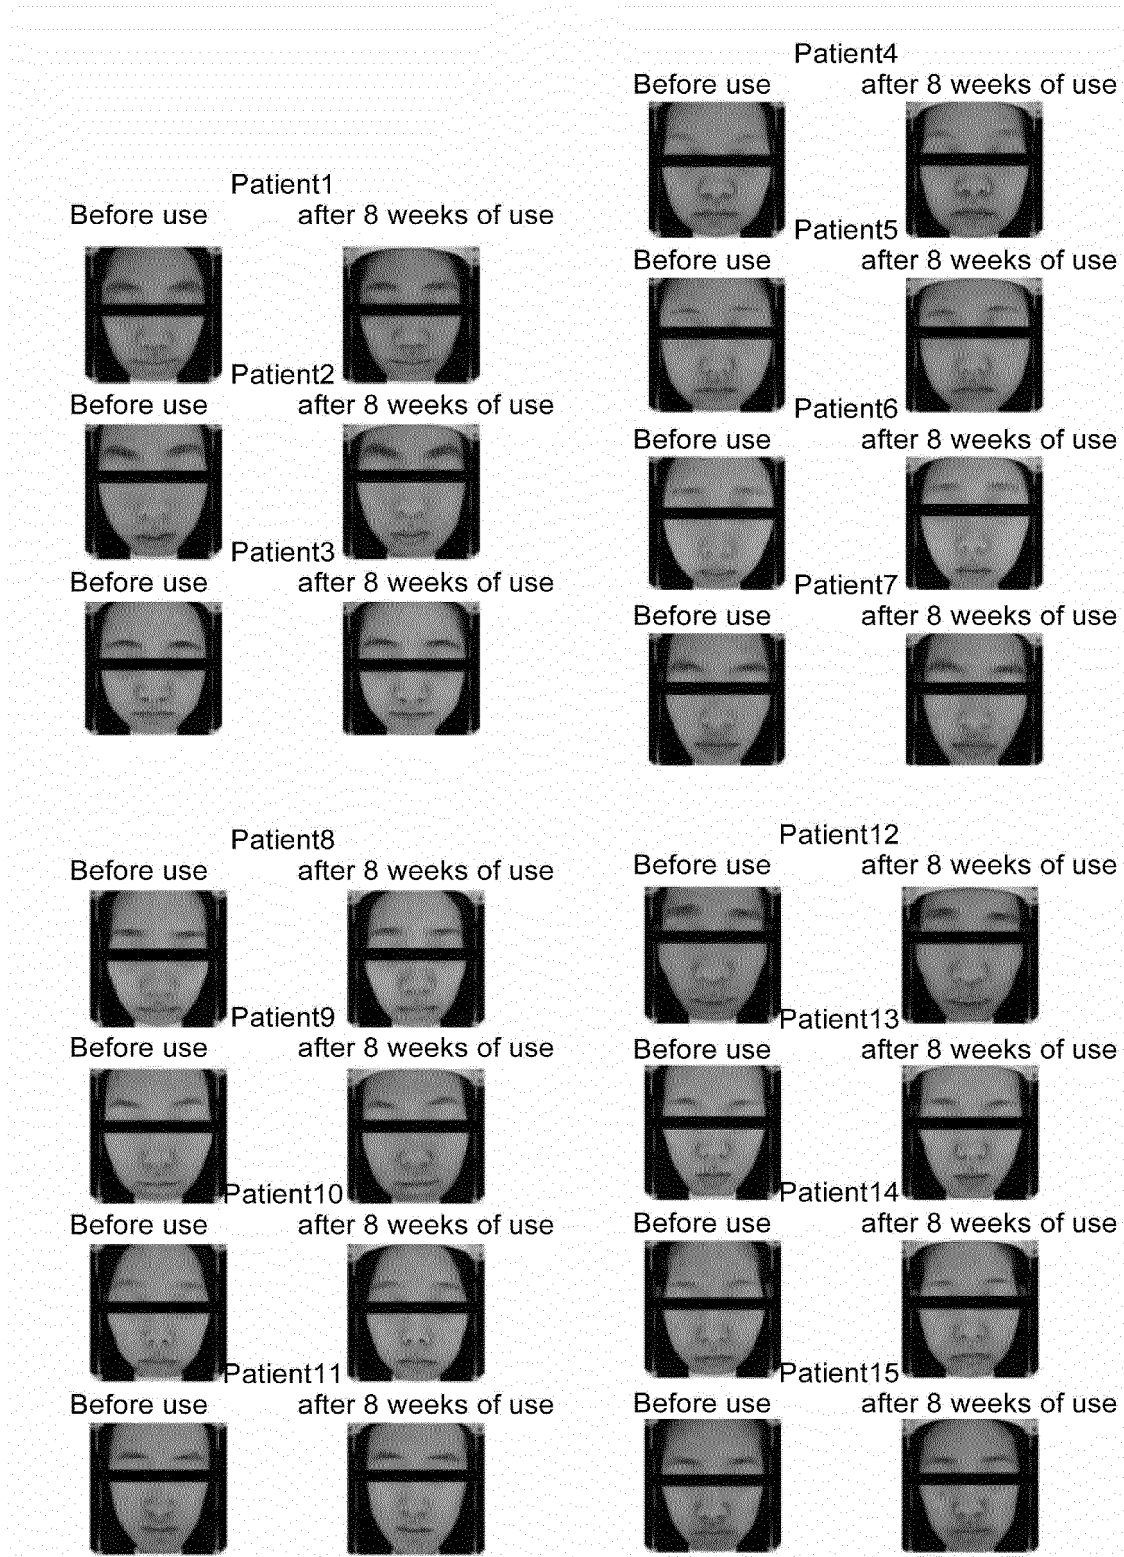 Patient1
Before use after 8 weeks of use
Patient2
Before use after 8 weeks of use
Patient3
Before use after 8 weeks of use
Patient4
Before use after 8 weeks of use
Patient5
Before use after 8 weeks of use
Patient6
Before use after 8 weeks of use
Patient7
Before use after 8 weeks of use
Patient8
Before use after 8 weeks of use
Patient9
Before use after 8 weeks of use
Patient10
Before use after 8 weeks of use
Patient11
Before use after 8 weeks of use
Patient12
Before use after 8 weeks of use
Patient13
Before use after 8 weeks of use
Patient14
Before use after 8 weeks of use
Patient15
Before use after 8 weeks of use